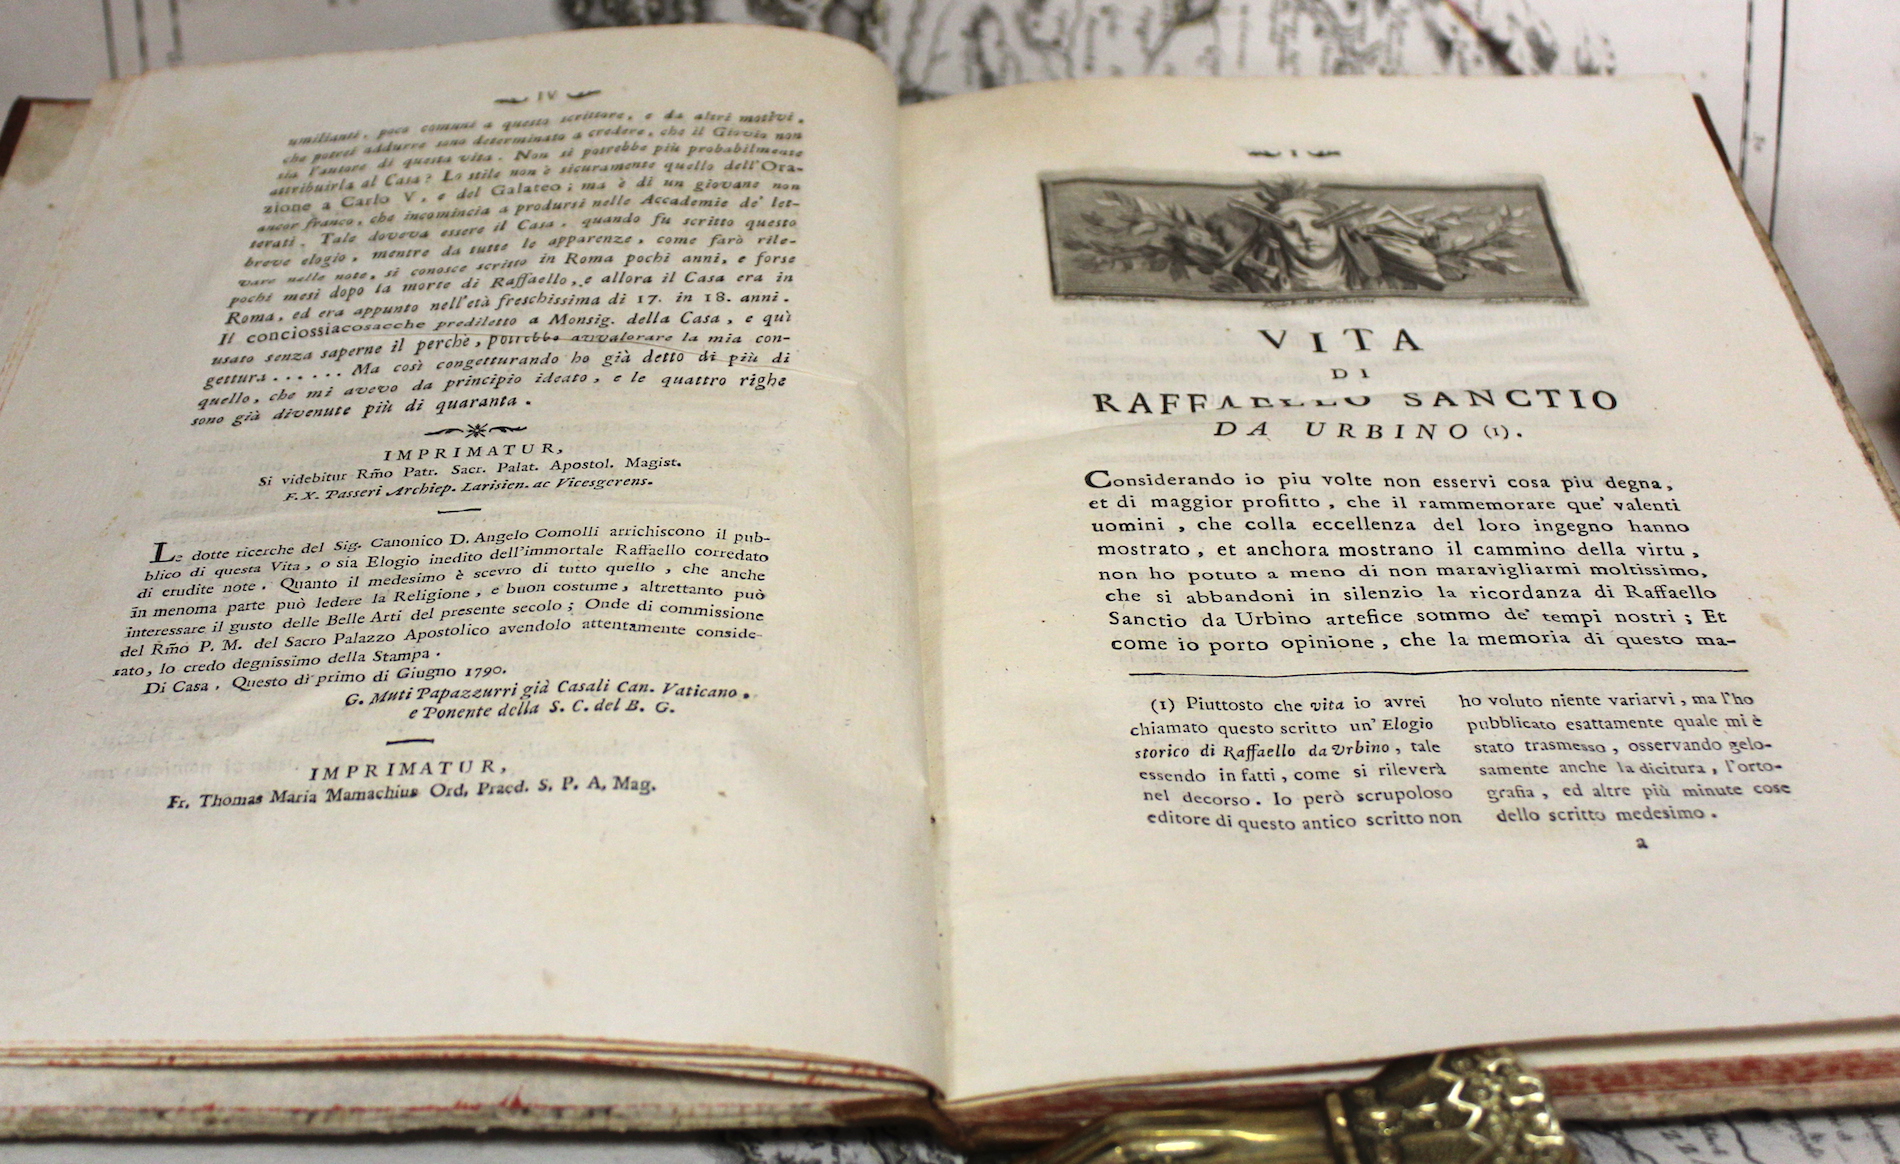 IV
umilianti, poco comuni a questo scrittore, e da altri motivi,
che potrei addurre sono determinato a credere, che il Giovio non
sia l'autore di questa vita. Non si potrebbe più probabilmente
attribuirla al Casa? Lo stile non è sicuramente quello dell'Ora-
zione a Carlo V, e del Galateo; ma è di un giovane non
ancor franco, che incomincia a prodursi nelle Accademie de' let-
terati. Tale doveva essere il Casa, quando fu scritto questo
breve elogio, mentre da tutte le apparenze, come farò rile-
vare nelle note, si conosce scritto in Roma pochi anni, e forse
pochi mesi dopo la morte di Raffaello, e allora il Casa era in
Roma, ed era appunto nell'età freschissima di 17. in 18. anni.
Il conciossiacosacche prediletto a Monsig. della Casa, e quì
usato senza saperne il perchè, potrebbe avvalorare la mia con-
gettura...... Ma così congetturando ho già detto di più di
quello, che mi avevo da principio ideato, e le quattro righe
sono già divenute più di quaranta.
IMPRIMATUR,
Si videbitur Rm̃o Patr. Sacr. Palat. Apostol. Magist.
F. X. Passeri Archiep. Larissen. ac Vicesgerens.
Le dotte ricerche del Sig. Canonico D. Angelo Comolli arrichiscono il pub-
blico di questa Vita, o sia Elogio inedito dell'immortale Raffaello corredato
di erudite note. Quanto il medesimo è scevro di tutto quello, che anche
in menoma parte può ledere la Religione, e buon costume, altrettanto può
interessare il gusto delle Belle Arti del presente secolo; Onde di commissione
del Rm̃o P. M. del Sacro Palazzo Apostolico avendolo attentamente conside-
rato, lo credo degnissimo della Stampa.
Di Casa, Questo dì primo di Giugno 1790.
G. Muti Papazzurri già Casali Can. Vaticano,
e Ponente della S. C. del B. G.
IMPRIMATUR,
Fr. Thomas Maria Mamachius Ord, Praed. S, P. A, Mag.
I
VITA
DI
RAFFAELLO SANCTIO
DA URBINO (1).
Considerando io piu volte non esservi cosa piu degna,
et di maggior profitto, che il rammemorare que' valenti
uomini, che colla eccellenza del loro ingegno hanno
mostrato, et anchora mostrano il cammino della virtu,
non ho potuto a meno di non maravigliarmi moltissimo,
che si abbandoni in silenzio la ricordanza di Raffaello
Sanctio da Urbino artefice sommo de' tempi nostri; Et
come io porto opinione, che la memoria di questo ma-
(1) Piuttosto che vita io avrei
chiamato questo scritto un' Elogio
storico di Raffaello da Urbino, tale
essendo in fatti, come si rileverà
nel decorso. Io però scrupoloso
editore di questo antico scritto non
ho voluto niente variarvi, ma l'ho
pubblicato esattamente quale mi è
stato trasmesso, osservando gelo-
samente anche la dicitura, l'orto-
grafia, ed altre più minute cose
dello scritto medesimo.
a